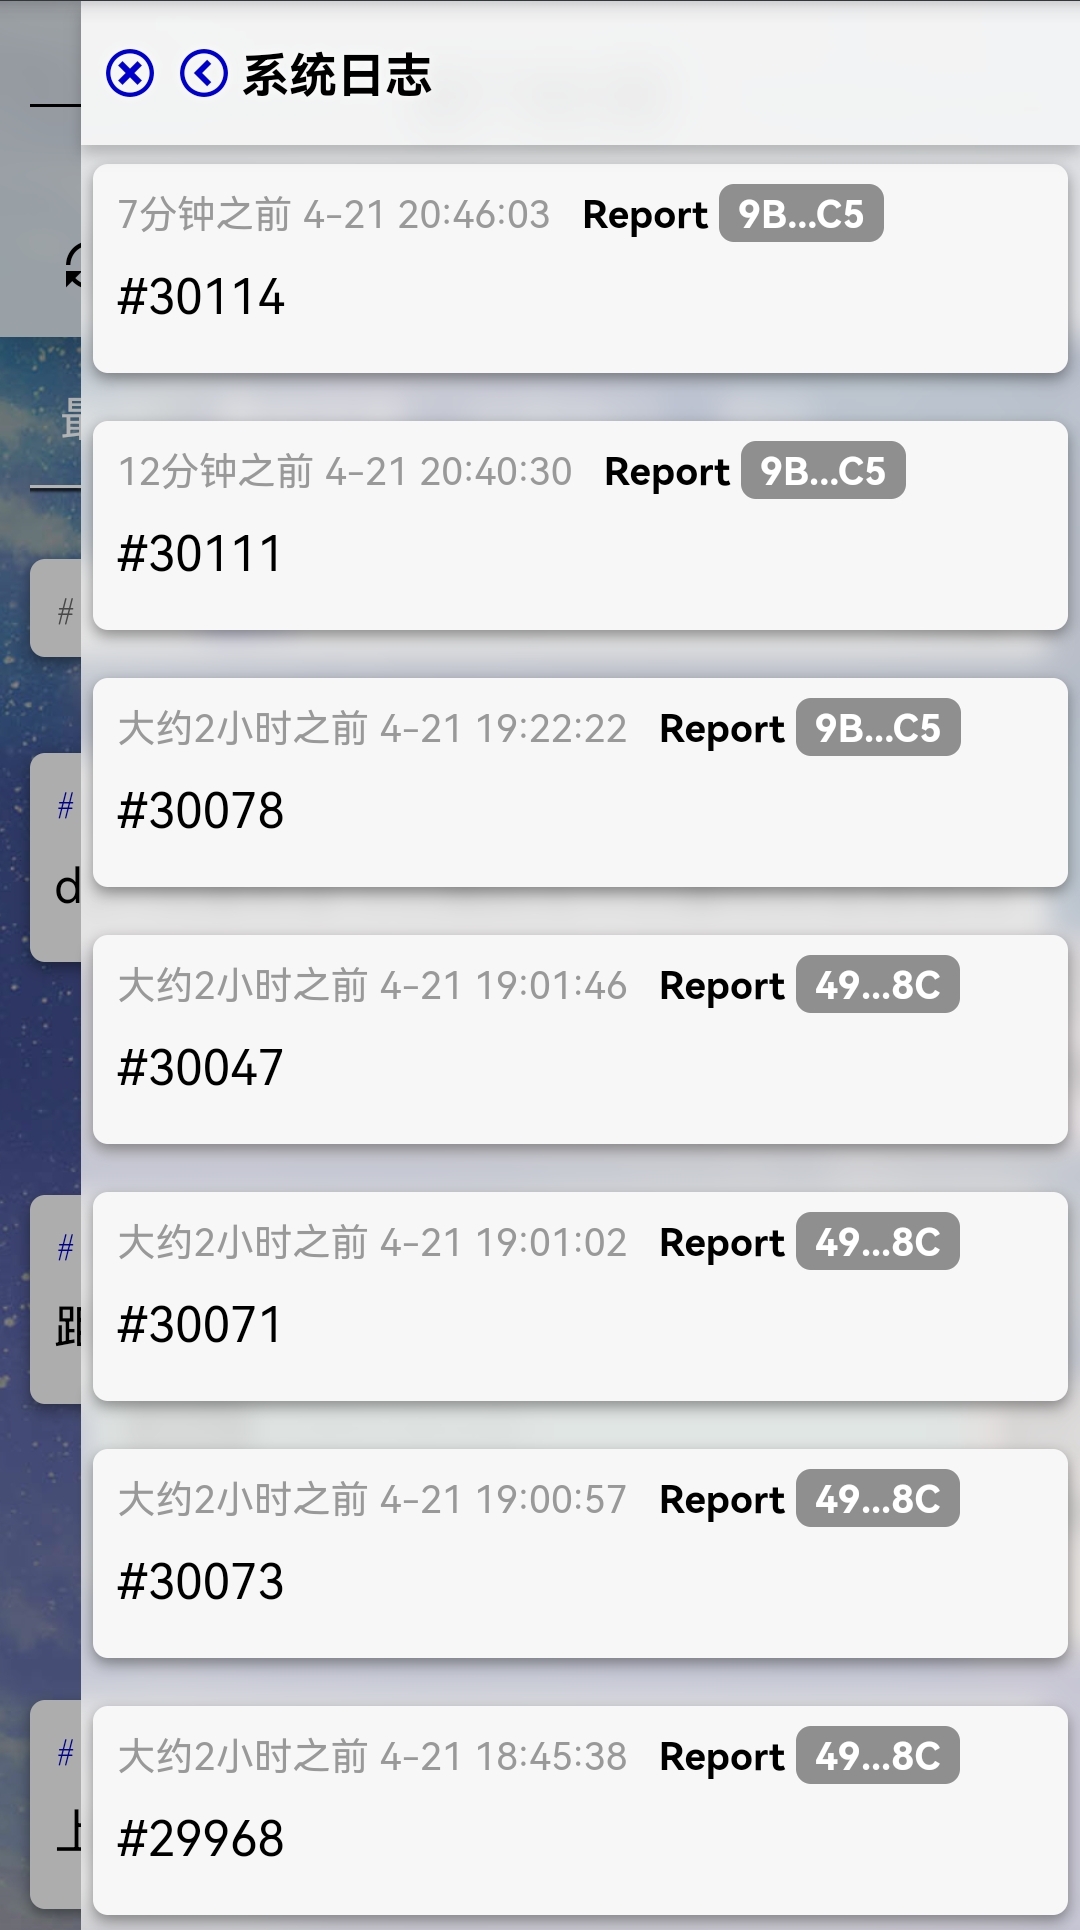 系统日志
7分钟之前 4-21 20:46:03 Report 9B...C5
#30114
最
12分钟之前 4-21 20:40:30 Report 9B...C5
#30111
#
大约2小时之前 4-21 19:22:22 Report 9B...C5
#30078
#
d
大约2小时之前 4-21 19:01:46 Report 49...8C
#30047
大约2小时之前 4-21 19:01:02 Report 49...8C
#30071
#
大约2小时之前 4-21 19:00:57 Report 49...8C
#30073
大约2小时之前 4-21 18:45:38 Report 49...8C
#29968
#